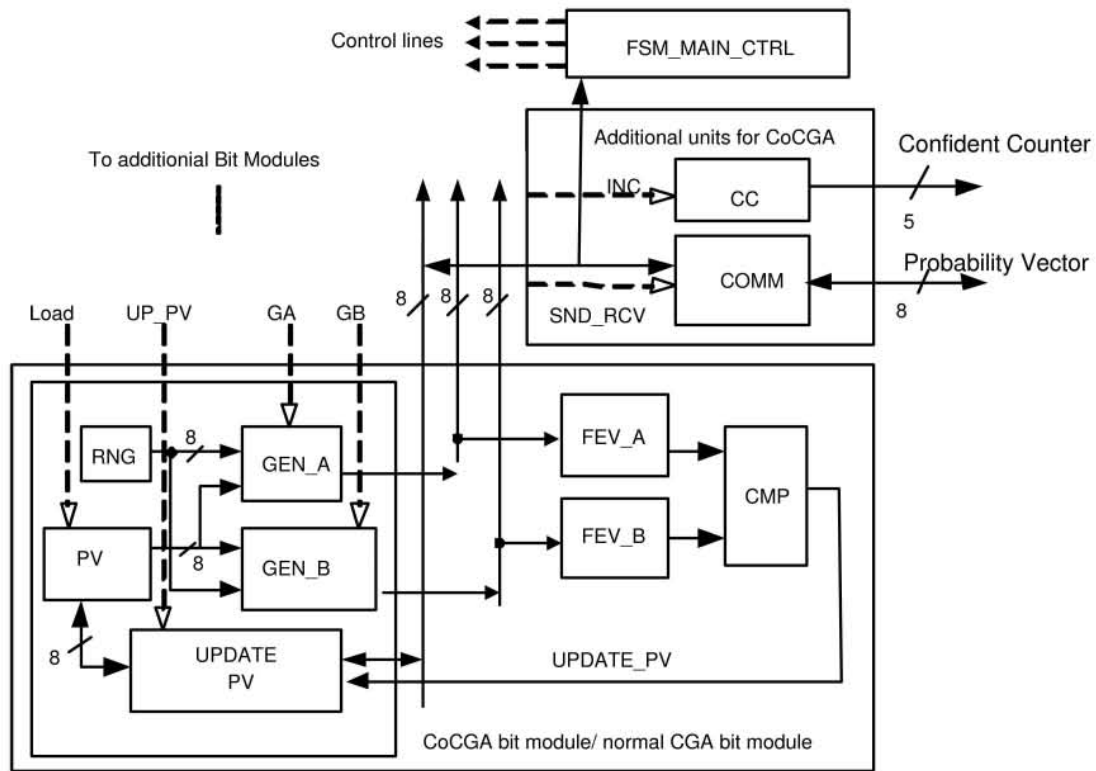 Control lines
FSM_MAIN_CTRL
Additional units for CoCGA
Confident Counter
To additionial Bit Modules
INC
CC
5
COMM
Probability Vector
8
8
8
8
SND_RCV
Load
UP_PV
GA
GB
RNG
8
GEN_A
FEV_A
CMP
PV
8
GEN_B
FEV_B
8
UPDATE
PV
UPDATE_PV
CoCGA bit module/ normal CGA bit module